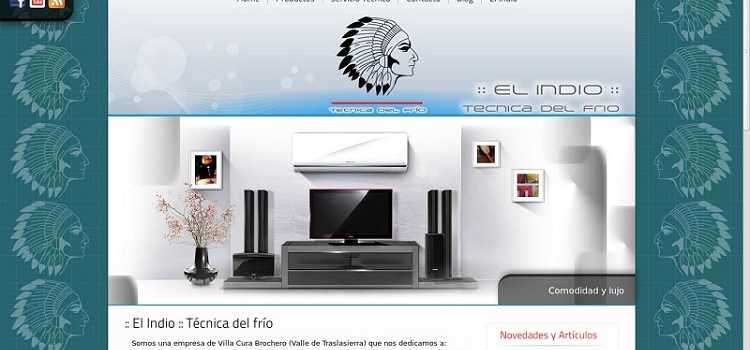 Home | Productos | Servicio Técnico | Contacto | Blog | El Indio
:: EL INDIO ::
TECNICA DEL FRIO
TECNICA DEL FRÍO
Comodidad y lujo
:: El Indio :: Técnica del frío
Novedades y Artículos
Somos una empresa de Villa Cura Brochero (Valle de Traslasierra) que nos dedicamos a: